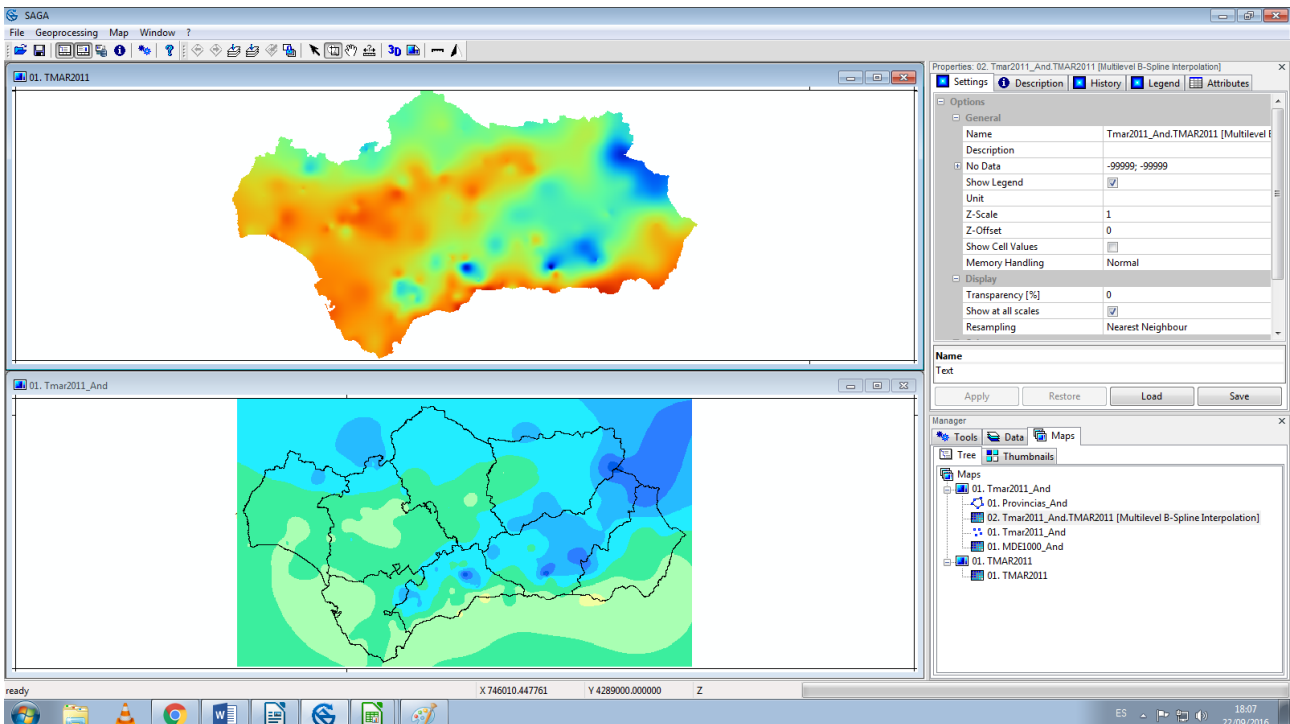 SAGA
File Geoprocessing Map Window ?
3D
01. TMAR2011
01. Tmar2011_And
Properties: 02. Tmar2011_And.TMAR2011 [Multilevel B-Spline Interpolation]
Settings Description History Legend Attributes
Options
General
Name Tmar2011_And.TMAR2011 [Multilevel B
Description
No Data -99999; -99999
Show Legend
Unit
Z-Scale 1
Z-Offset 0
Show Cell Values
Memory Handling Normal
Display
Transparency [%] 0
Show at all scales
Resampling Nearest Neighbour
Name
Text
Apply Restore Load Save
Manager
Tools Data Maps
Tree Thumbnails
Maps
01. Tmar2011_And
01. Provincias_And
02. Tmar2011_And.TMAR2011 [Multilevel B-Spline Interpolation]
01. Tmar2011_And
01. MDE1000_And
01. TMAR2011
01. TMAR2011
ready X 746010.447761 Y 4289000.000000 Z
ES 18:07
22/09/2016